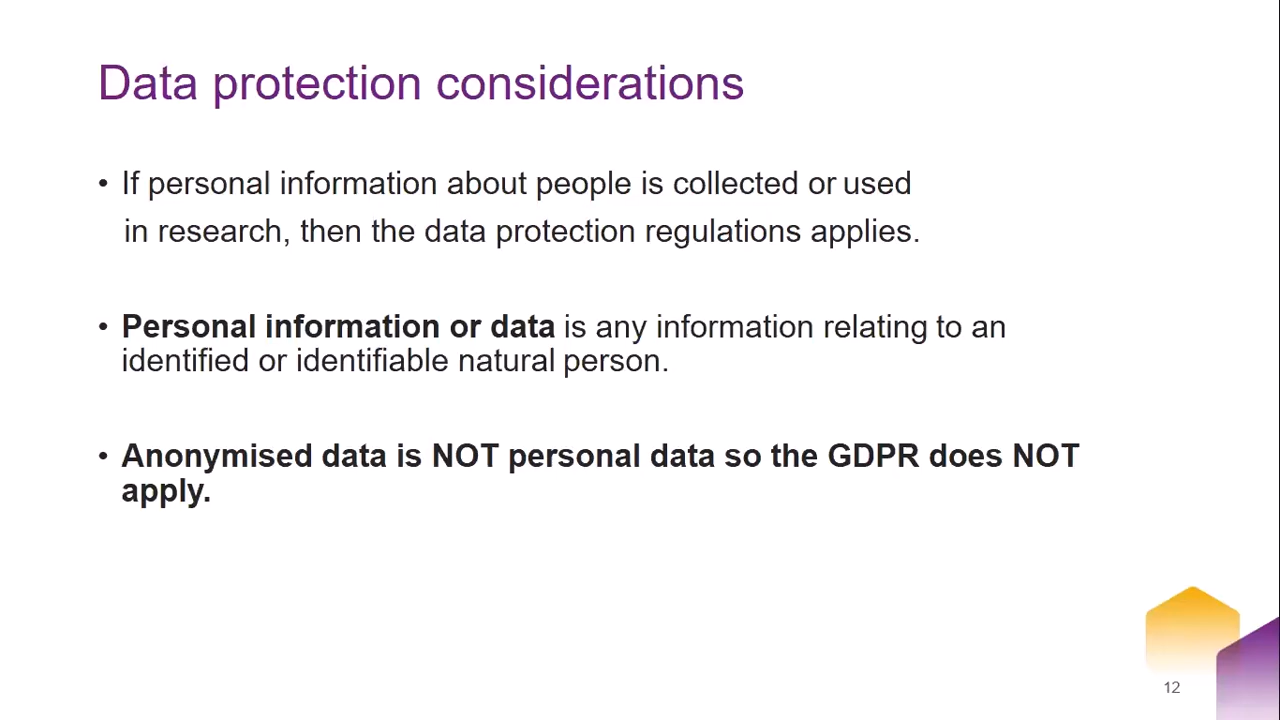 Data protection considerations
• If personal information about people is collected or used
in research, then the data protection regulations applies.
• Personal information or data is any information relating to an
identified or identifiable natural person.
• Anonymised data is NOT personal data so the GDPR does NOT
apply.
12